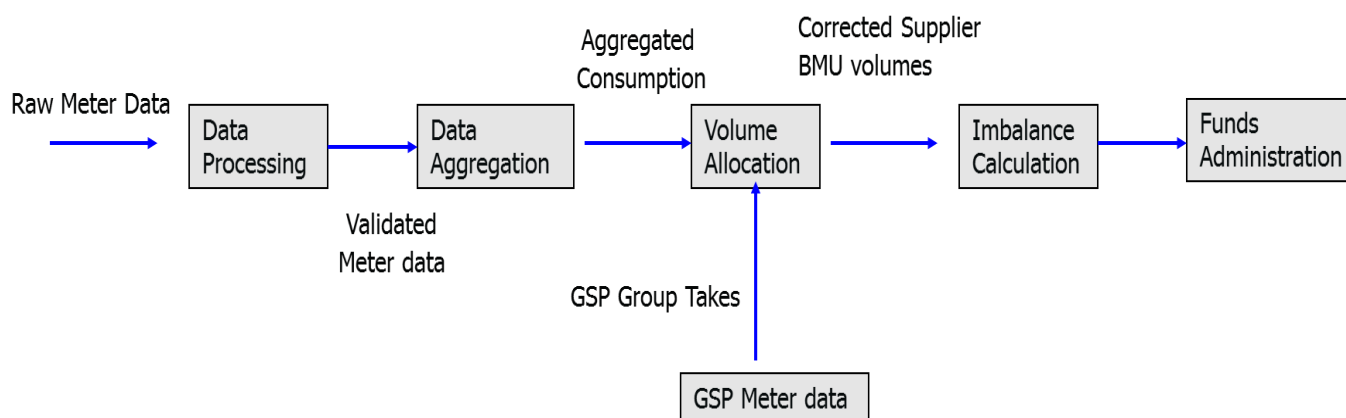 Raw Meter Data
Data
Processing
Validated
Meter data
Data
Aggregation
Aggregated
Consumption
Volume
Allocation
GSP Group Takes
GSP Meter data
Corrected Supplier
BMU volumes
Imbalance
Calculation
Funds
Administration